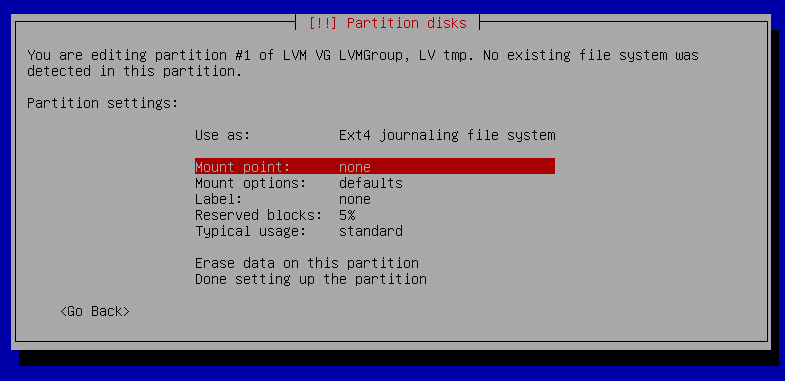 [!!] Partition disks
You are editing partition #1 of LVM VG LVMGroup, LV tmp. No existing file system was
detected in this partition.
Partition settings:
Use as: Ext4 journaling file system
Mount point: none
Mount options: defaults
Label: none
Reserved blocks: 5%
Typical usage: standard
Erase data on this partition
Done setting up the partition
<Go Back>